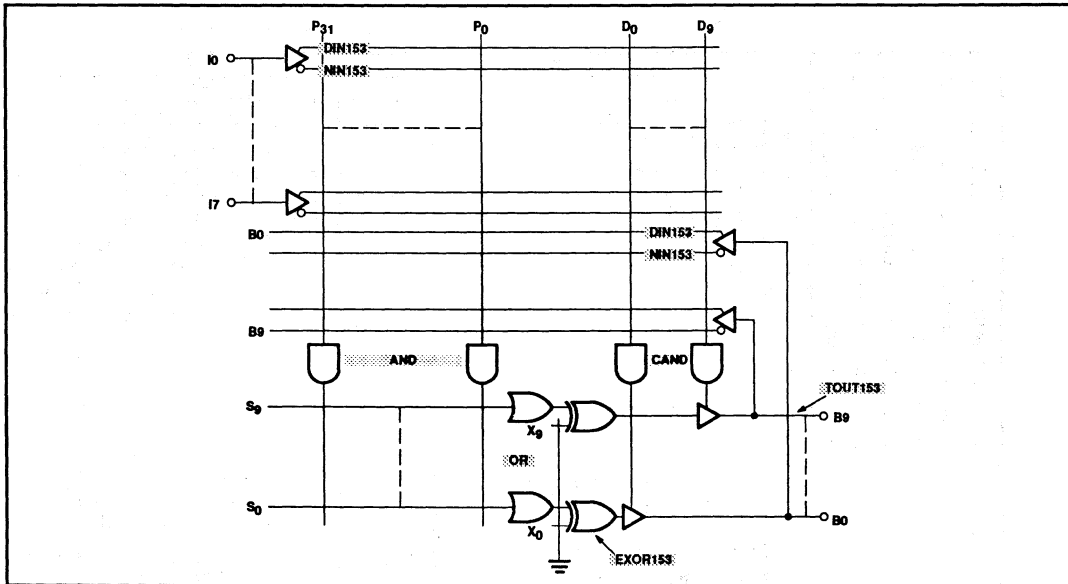 P31 P0 D0 D9
I0 DIN153
NIN153
I7
B0 DIN153
NIN153
B9
AND CAND
TOUT153
S9 B9
X9
OR
S0 B0
X0
EXOR153